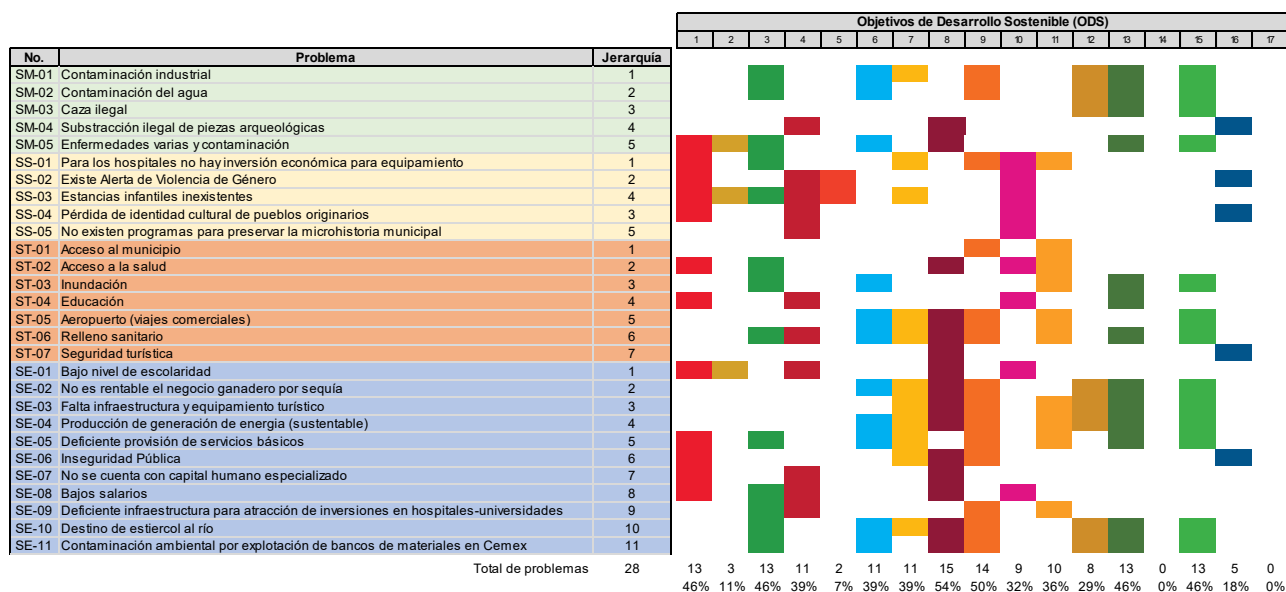 Objetivos de Desarrollo Sostenible (ODS)
1 2 3 4 5 6 7 8 9 10 11 12 13 14 15 16 17
No. Problema Jerarquía
SM-01 Contaminación industrial 1
SM-02 Contaminación del agua 2
SM-03 Caza ilegal 3
SM-04 Substracción ilegal de piezas arqueológicas 4
SM-05 Enfermedades varias y contaminación 5
SS-01 Para los hospitales no hay inversión económica para equipamiento 1
SS-02 Existe Alerta de Violencia de Género 2
SS-03 Estancias infantiles inexistentes 4
SS-04 Pérdida de identidad cultural de pueblos originarios 3
SS-05 No existen programas para preservar la microhistoria municipal 5
ST-01 Acceso al municipio 1
ST-02 Acceso a la salud 2
ST-03 Inundación 3
ST-04 Educación 4
ST-05 Aeropuerto (viajes comerciales) 5
ST-06 Relleno sanitario 6
ST-07 Seguridad turística 7
SE-01 Bajo nivel de escolaridad 1
SE-02 No es rentable el negocio ganadero por sequía 2
SE-03 Falta infraestructura y equipamiento turístico 3
SE-04 Producción de generación de energia (sustentable) 4
SE-05 Deficiente provisión de servicios básicos 5
SE-06 Inseguridad Pública 6
SE-07 No se cuenta con capital humano especializado 7
SE-08 Bajos salarios 8
SE-09 Deficiente infraestructura para atracción de inversiones en hospitales-universidades 9
SE-10 Destino de estiercol al río 10
SE-11 Contaminación ambiental por explotación de bancos de materiales en Cemex 11
Total de problemas 28 13 3 13 11 2 11 11 15 14 9 10 8 13 0 13 5 0
46% 11% 46% 39% 7% 39% 39% 54% 50% 32% 36% 29% 46% 0% 46% 18% 0%